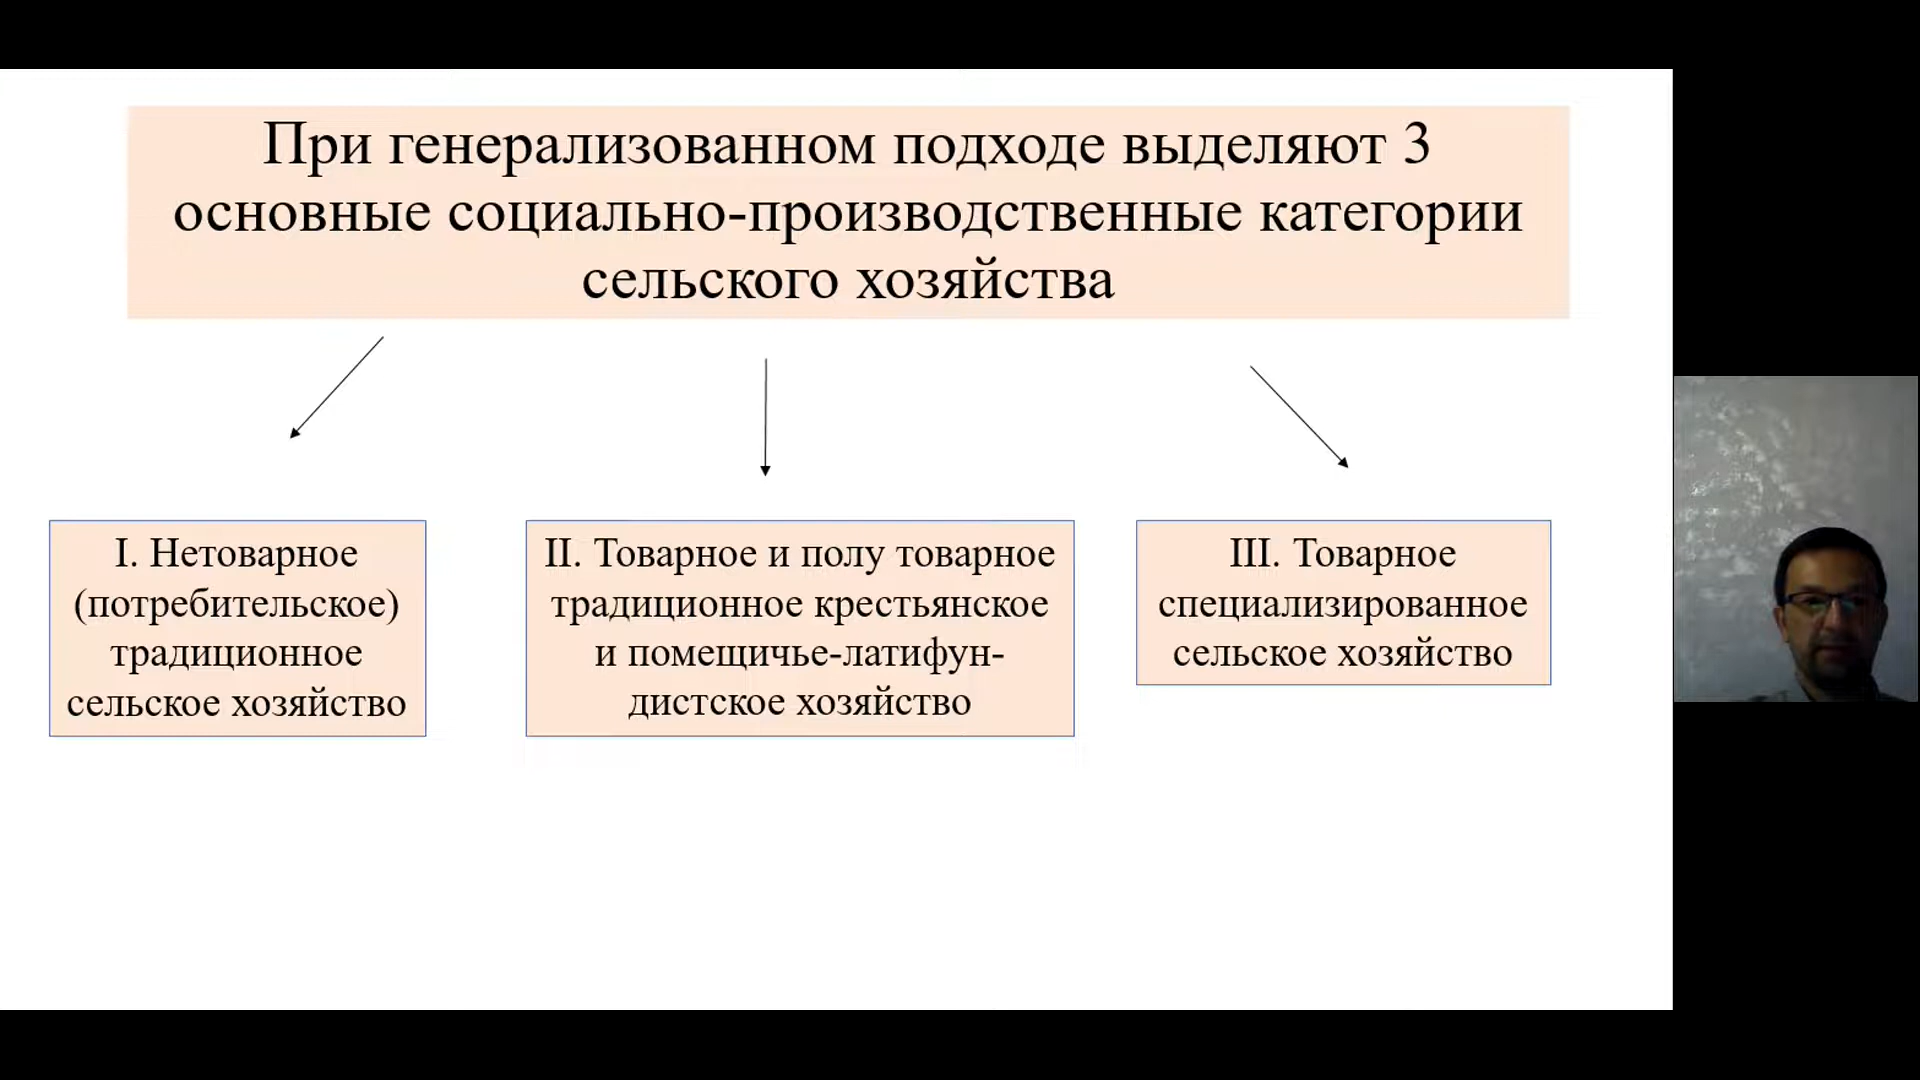 При генерализованном подходе выделяют 3
основные социально-производственные категории
сельского хозяйства
I. Нетоварное
(потребительское)
традиционное
сельское хозяйство
II. Товарное и полу товарное
традиционное крестьянское
и помещичье-латифун-
дистское хозяйство
III. Товарное
специализированное
сельское хозяйство